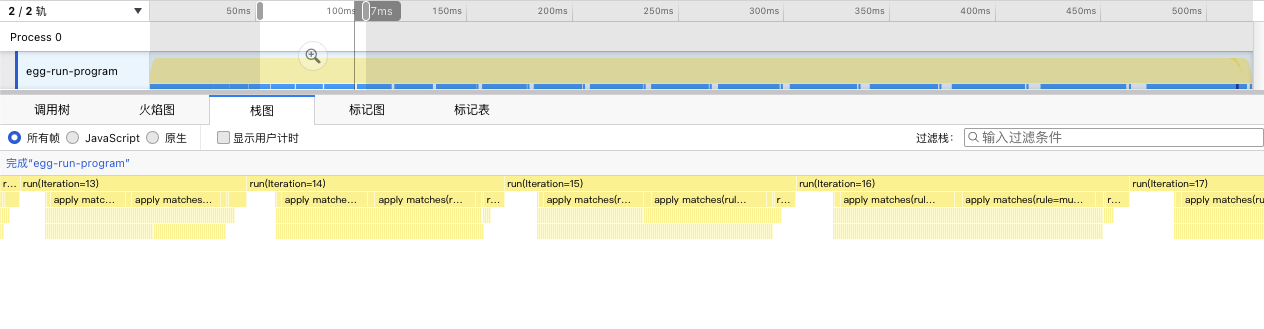 2 / 2 轨 50ms 100ms 7ms 150ms 200ms 250ms 300ms 350ms 400ms 450ms 500ms
Process 0
egg-run-program
调用树 火焰图 栈图 标记图 标记表
所有帧 JavaScript 原生 显示用户计时 过滤栈： 输入过滤条件
完成“egg-run-program”
r… run(Iteration=13) run(Iteration=14) run(Iteration=15) run(Iteration=16) run(Iteration=17)
apply matc… apply matches… apply matche… apply matches(r… r… apply matches(r… apply matches(rul… r… apply matches(rul… apply matches(rule=mu… r… apply matches(ru